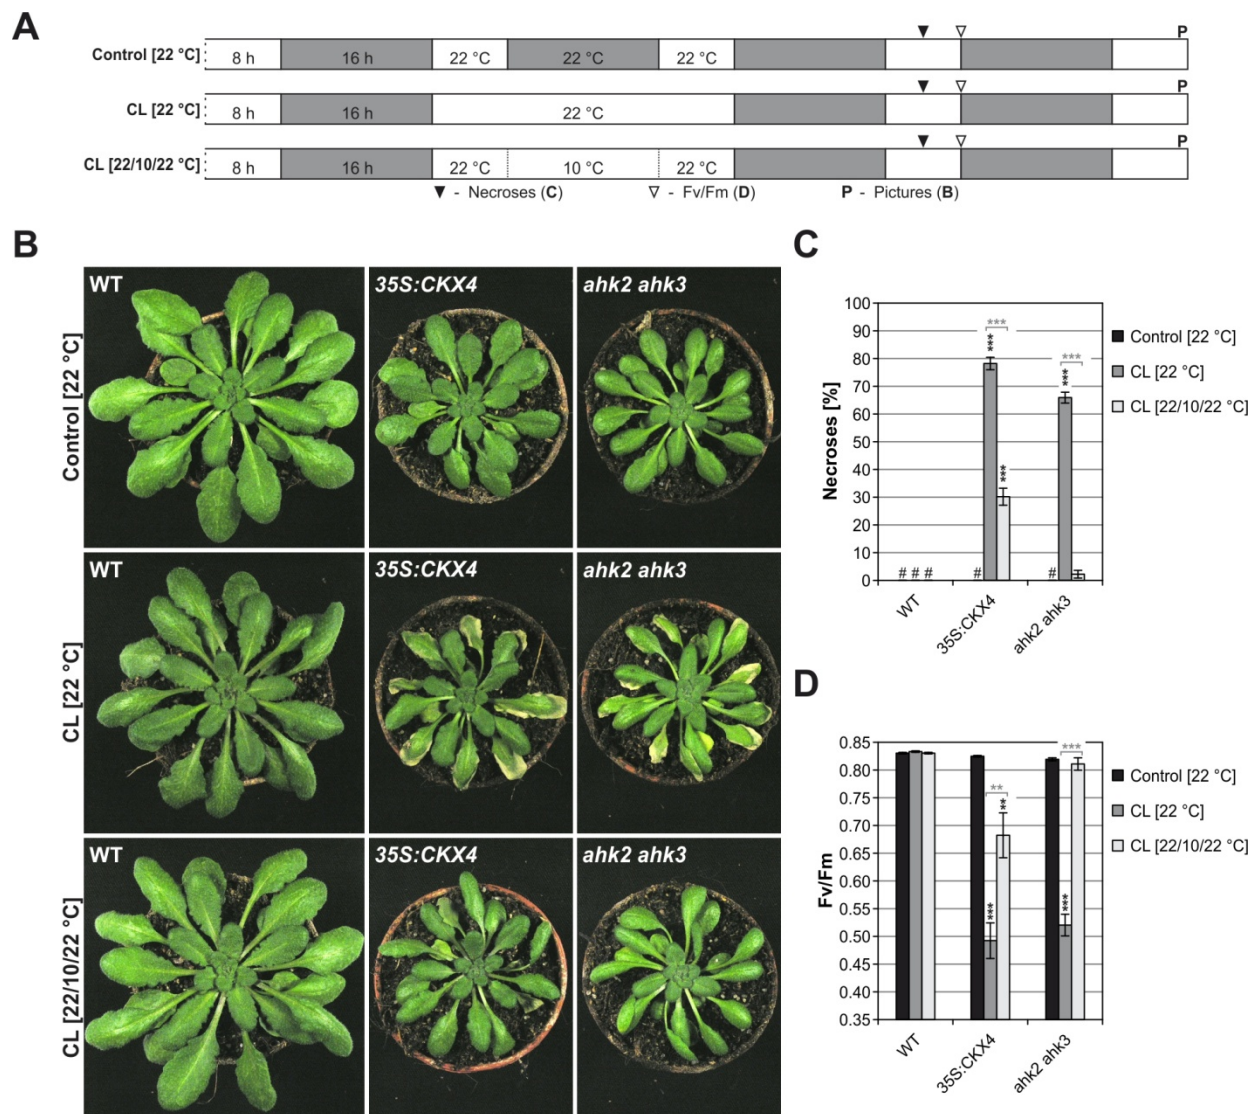 A
Control [22 °C]
8 h
16 h
22 °C
22 °C
22 °C
P
CL [22 °C]
8 h
16 h
22 °C
P
CL [22/10/22 °C]
8 h
16 h
22 °C
10 °C
22 °C
P
▼ - Necroses (C)
▽ - Fv/Fm (D)
P - Pictures (B)
B
Control [22 °C]
WT
35S:CKX4
ahk2 ahk3
CL [22 °C]
WT
35S:CKX4
ahk2 ahk3
CL [22/10/22 °C]
WT
35S:CKX4
ahk2 ahk3
C
Necroses [%]
100
90
80
70
60
50
40
30
20
10
0
# # #
#
***
***
***
#
***
***
WT
35S:CKX4
ahk2 ahk3
Control [22 °C]
CL [22 °C]
CL [22/10/22 °C]
D
Fv/Fm
0.85
0.80
0.75
0.70
0.65
0.60
0.55
0.50
0.45
0.40
0.35
***
**
**
***
***
WT
35S:CKX4
ahk2 ahk3
Control [22 °C]
CL [22 °C]
CL [22/10/22 °C]